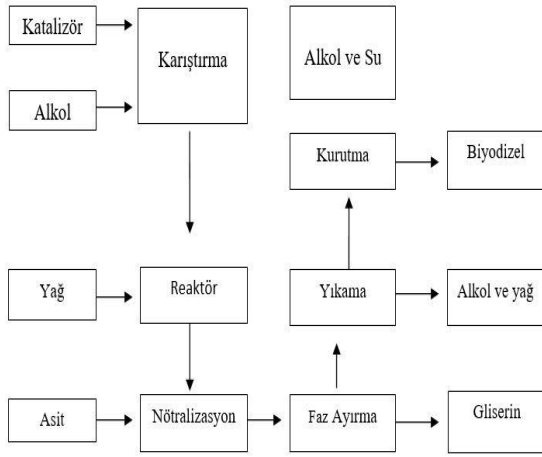 Katalizör
Karıştırma
Alkol ve Su
Alkol
Kurutma
Biyodizel
Yağ
Reaktör
Yıkama
Alkol ve yağ
Asit
Nötralizasyon
Faz Ayırma
Gliserin